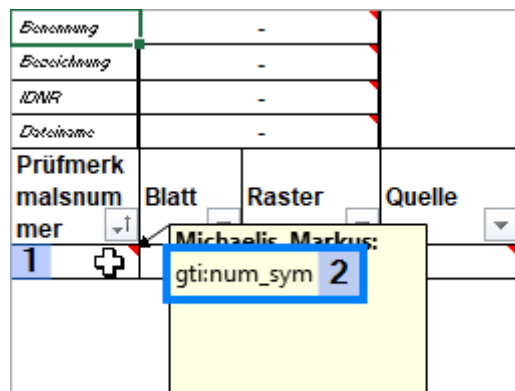 Benennung -
Bezeichnung -
IDNR -
Dateiname -
Prüfmerk
malsnum
mer
Blatt Raster Quelle
Michaelis, Markus:
1
gti:num_sym 2